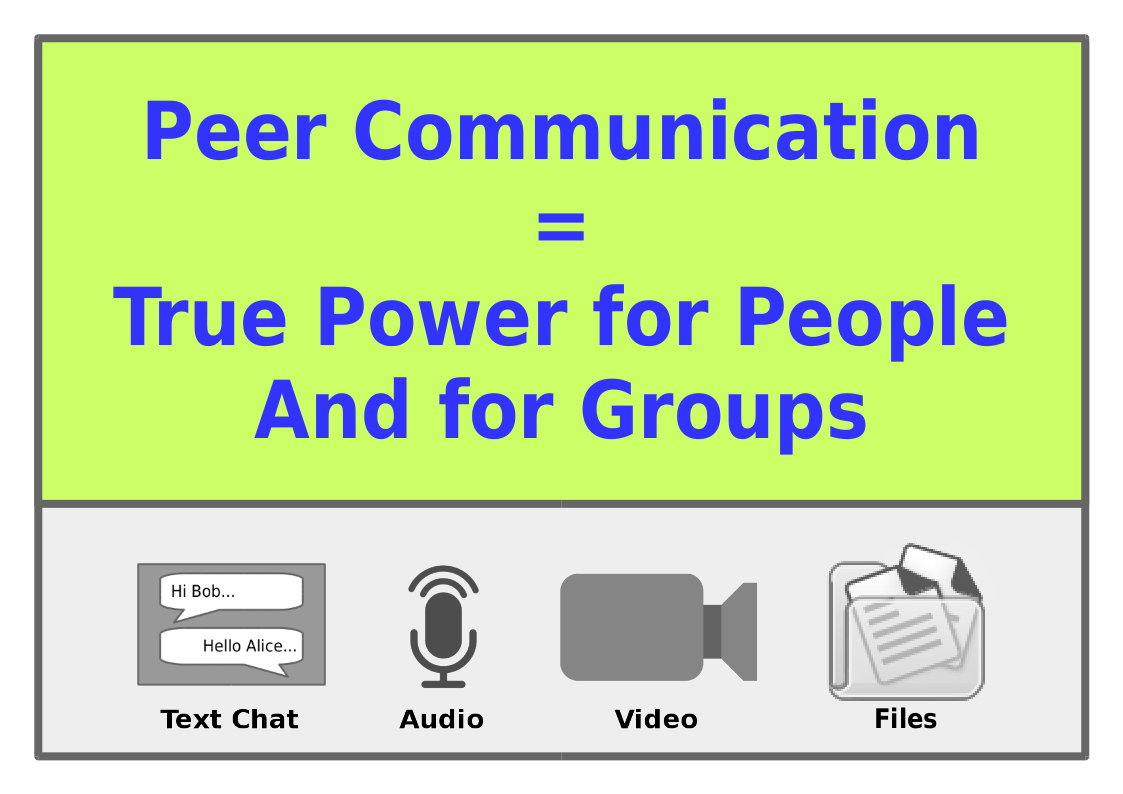 Peer Communication
=
True Power for People
And for Groups
Hi Bob...
Hello Alice...
Text Chat
Audio
Video
Files